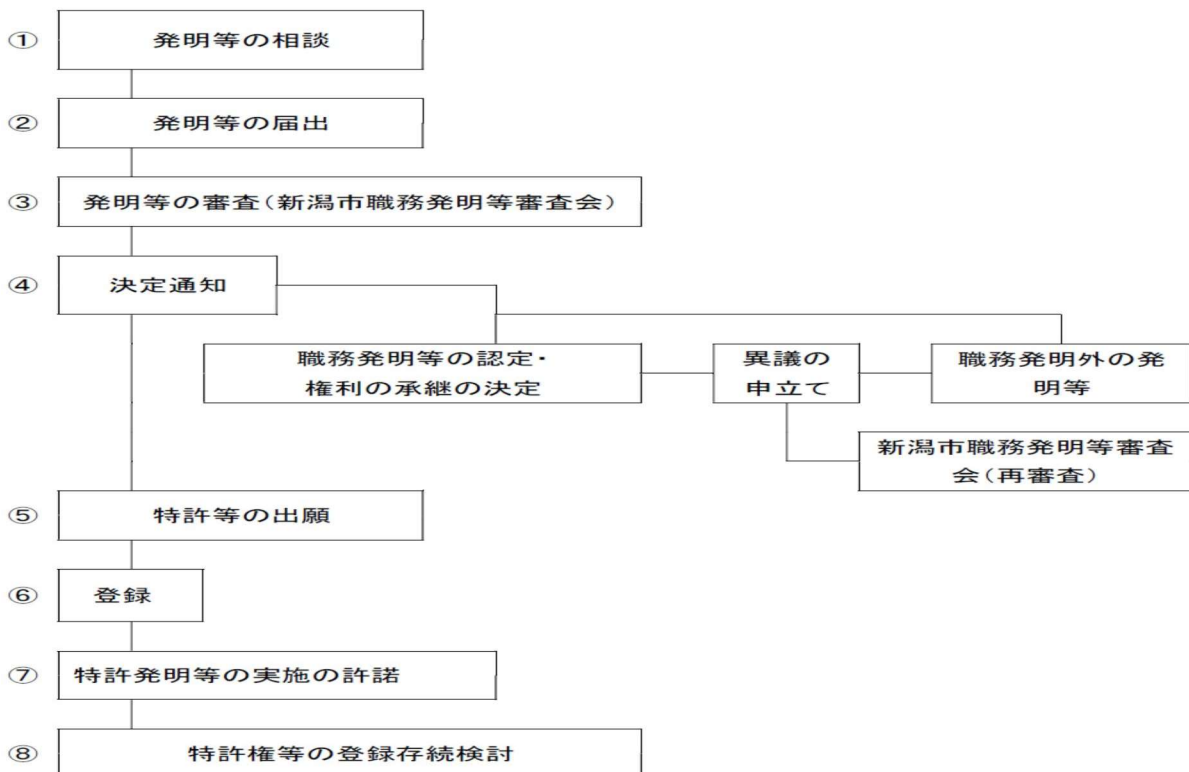 ① 発明等の相談
② 発明等の届出
③ 発明等の審査(新潟市職務発明等審査会)
④ 決定通知
職務発明等の認定・
権利の承継の決定
異議の
申立て
職務発明外の発
明等
新潟市職務発明等審査
会(再審査)
⑤ 特許等の出願
⑥ 登録
⑦ 特許発明等の実施の許諾
⑧ 特許権等の登録存続検討